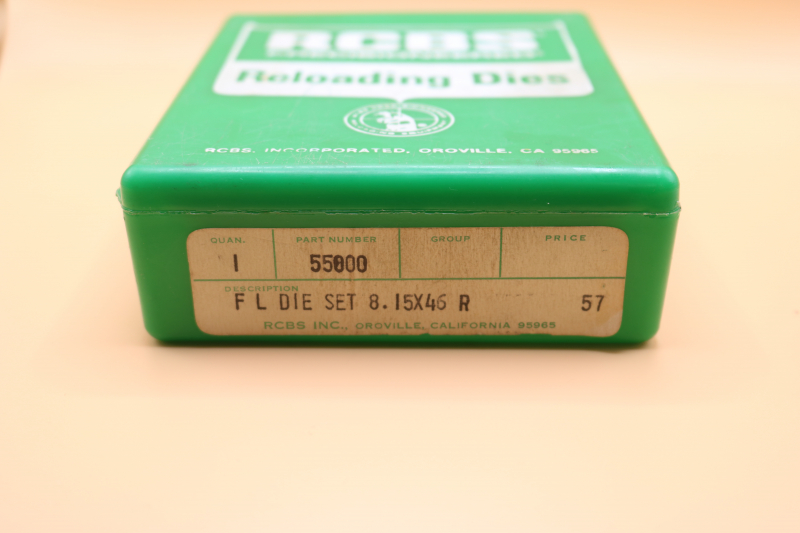 RCBS
Reloading Dies
RCBS, INCORPORATED, OROVILLE, CA 95965
QUAN. PART NUMBER GROUP PRICE
1 55000
DESCRIPTION
F L DIE SET 8.15X46 R 57
RCBS INC., OROVILLE, CALIFORNIA 95965